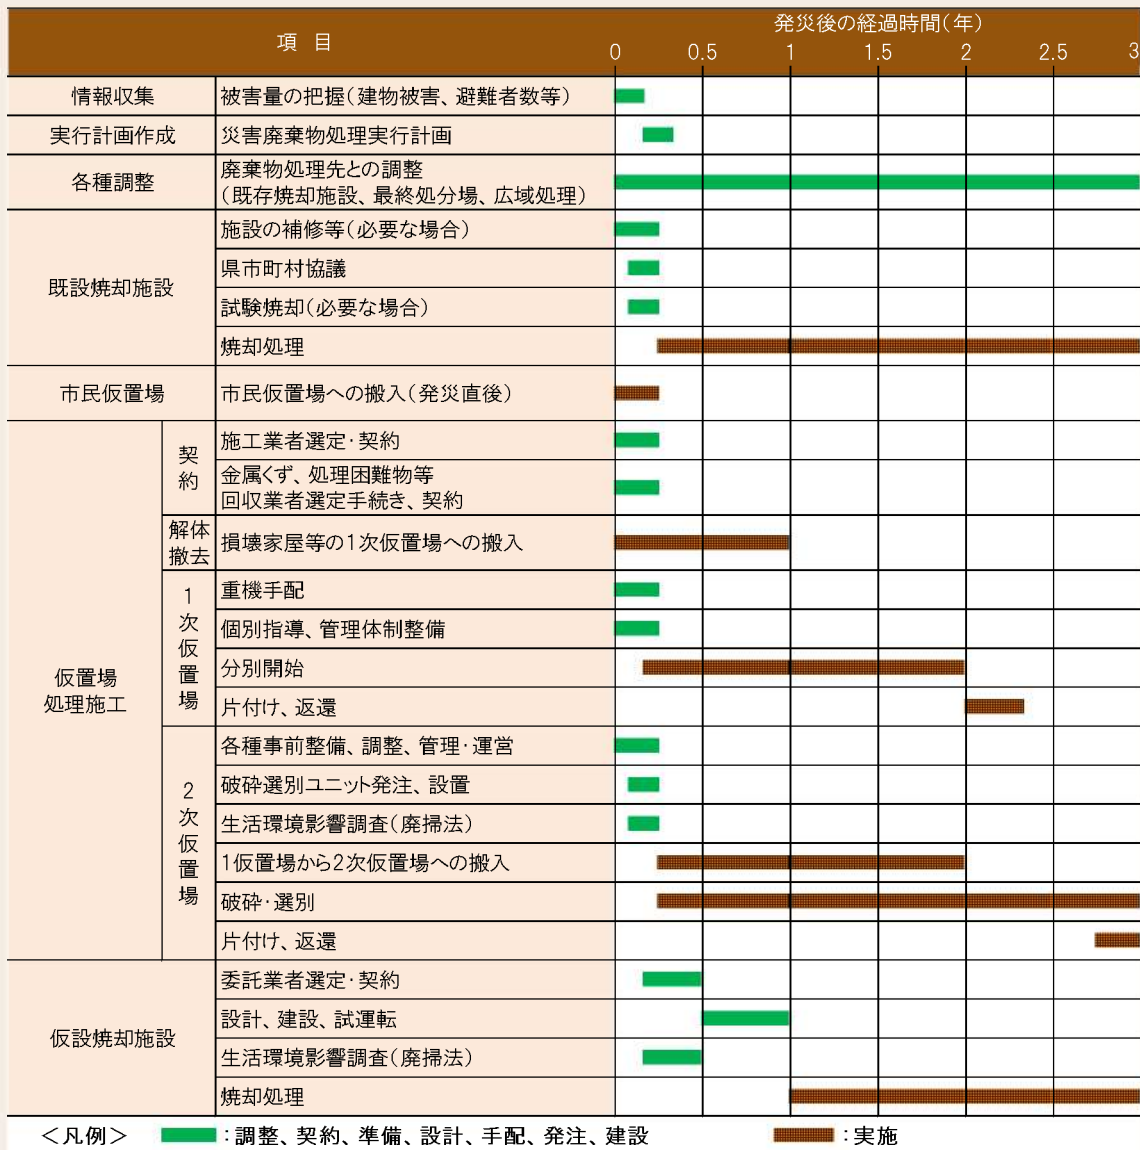 項 目
発災後の経過時間(年)
0 0.5 1 1.5 2 2.5 3
情報収集
被害量の把握(建物被害、避難者数等)
実行計画作成
災害廃棄物処理実行計画
各種調整
廃棄物処理先との調整
(既存焼却施設、最終処分場、広域処理)
既設焼却施設
施設の補修等(必要な場合)
県市町村協議
試験焼却(必要な場合)
焼却処理
市民仮置場
市民仮置場への搬入(発災直後)
仮置場
処理施工
契約
施工業者選定・契約
金属くず、処理困難物等
回収業者選定手続き、契約
解体
撤去
損壊家屋等の1次仮置場への搬入
1次仮置場
重機手配
個別指導、管理体制整備
分別開始
片付け、返還
2次仮置場
各種事前整備、調整、管理・運営
破砕選別ユニット発注、設置
生活環境影響調査(廃掃法)
1仮置場から2次仮置場への搬入
破砕・選別
片付け、返還
仮設焼却施設
委託業者選定・契約
設計、建設、試運転
生活環境影響調査(廃掃法)
焼却処理
<凡例> :調整、契約、準備、設計、手配、発注、建設 :実施